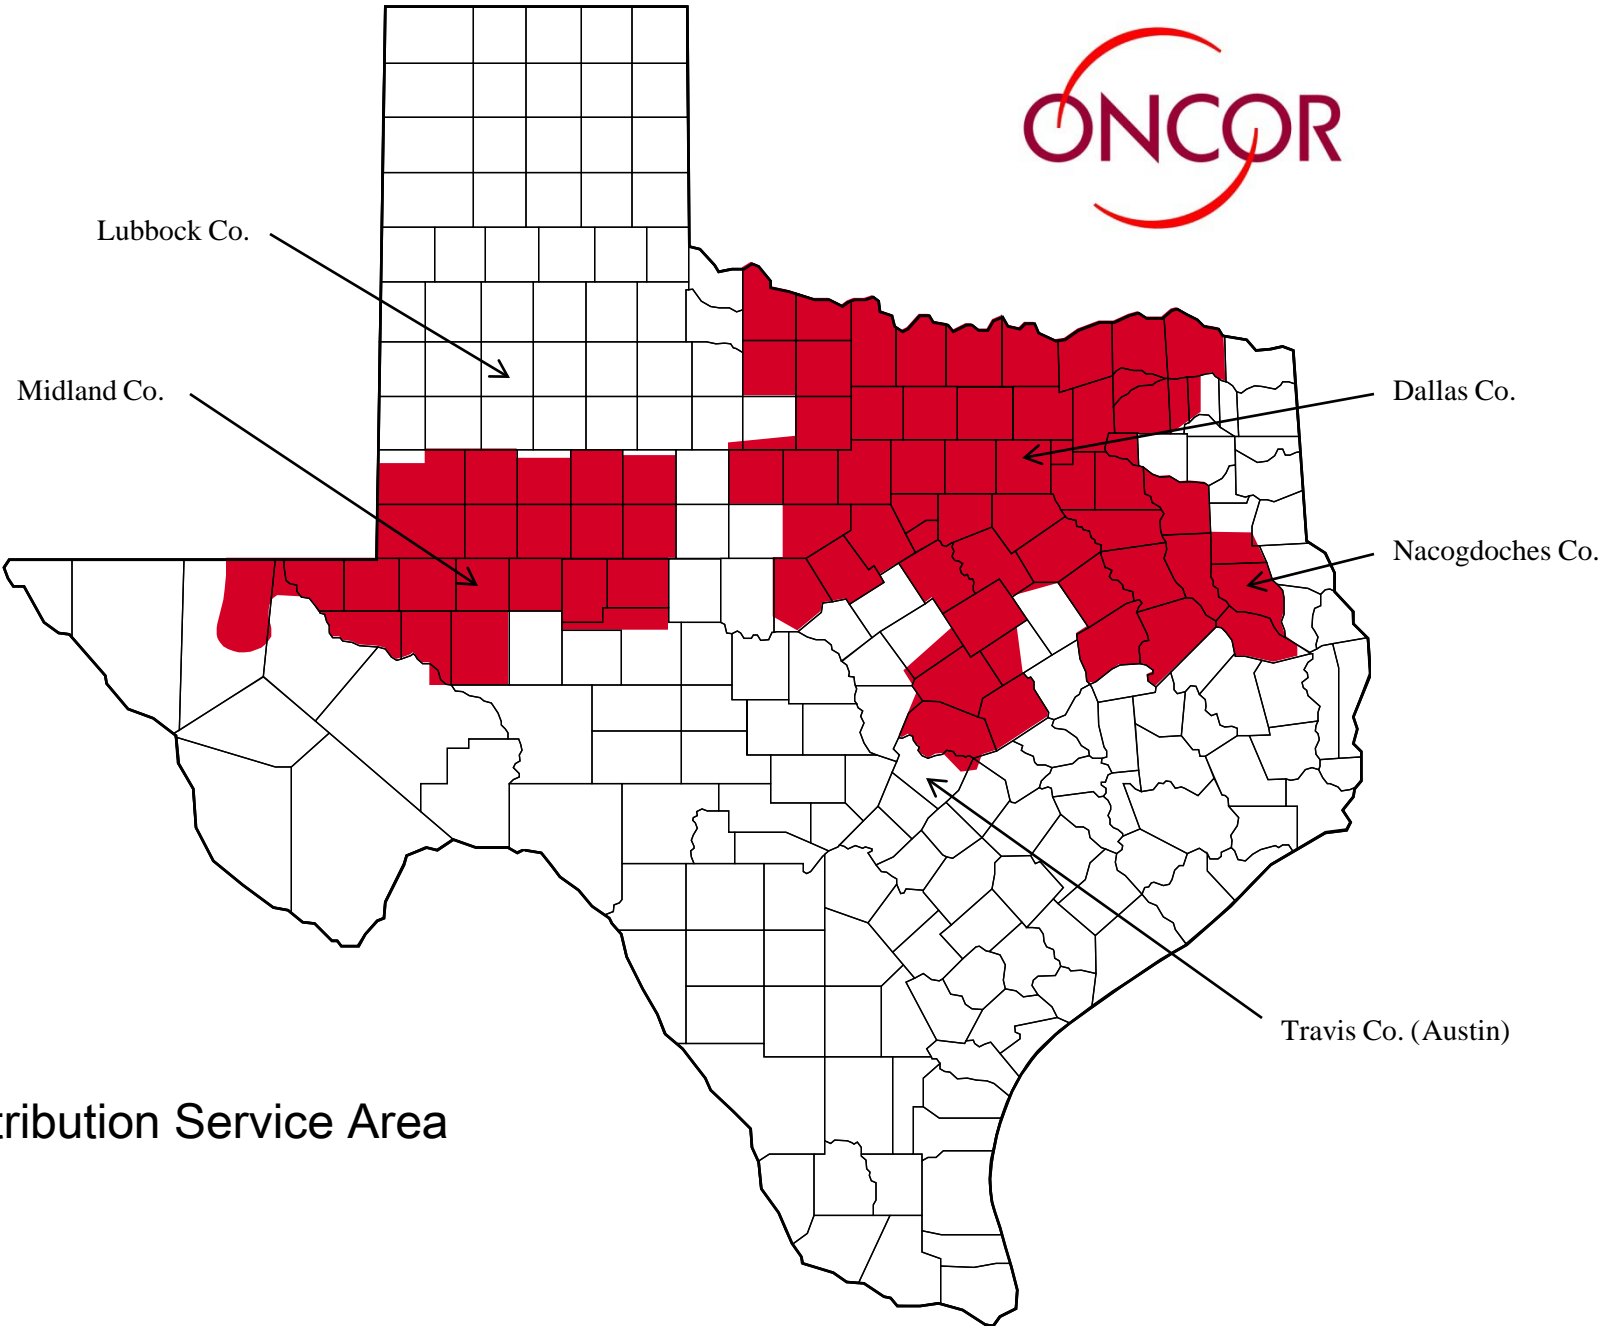 ONCOR
Lubbock Co.
Midland Co.
Dallas Co.
Nacogdoches Co.
Travis Co. (Austin)
tribution Service Area